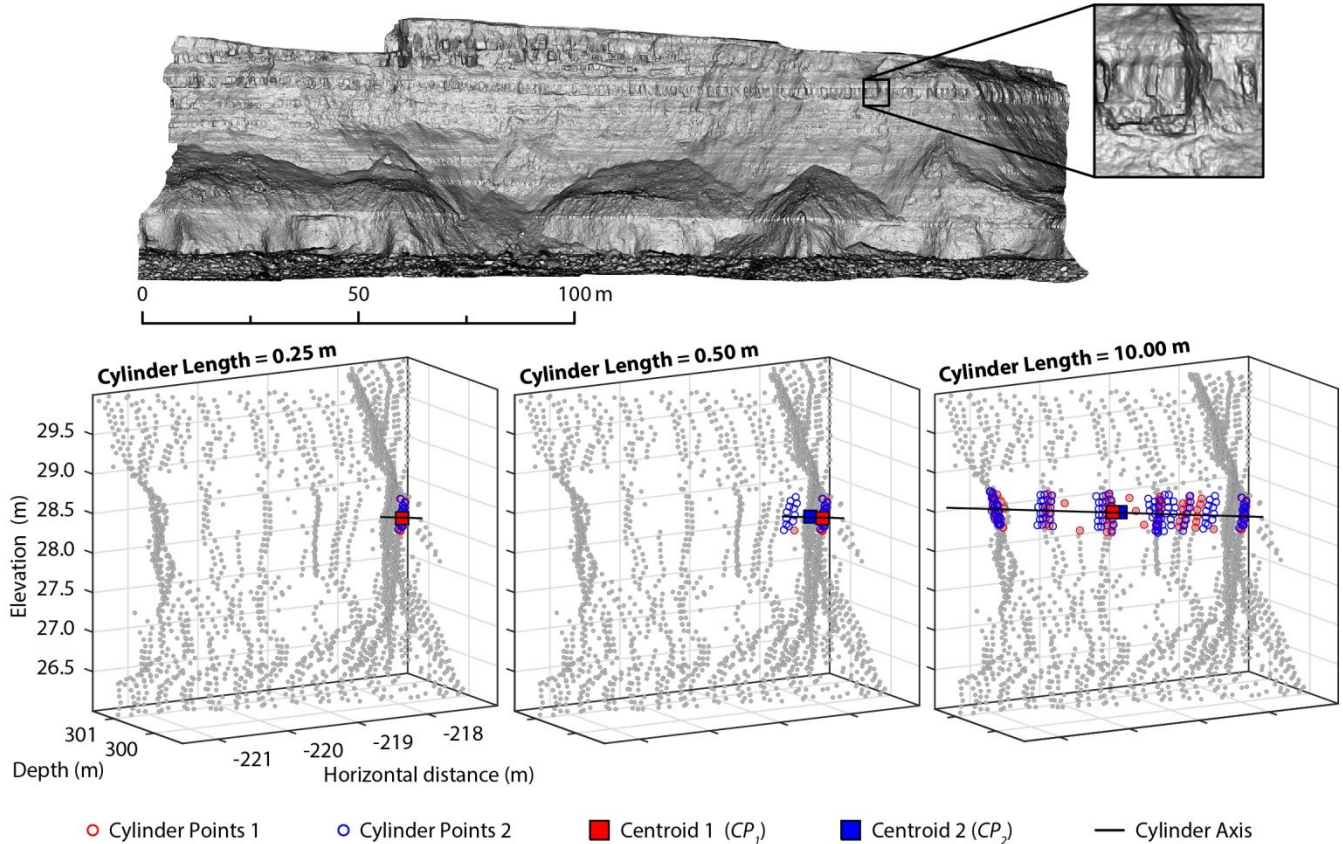 0
50
100 m
Cylinder Length = 0.25 m
Cylinder Length = 0.50 m
Cylinder Length = 10.00 m
29.5
29.0
28.5
28.0
27.5
27.0
26.5
Elevation (m)
301
300
Depth (m)
-221
-220
-219
-218
Horizontal distance (m)
Cylinder Points 1
Cylinder Points 2
Centroid 1 (CP₁)
Centroid 2 (CP₂)
Cylinder Axis